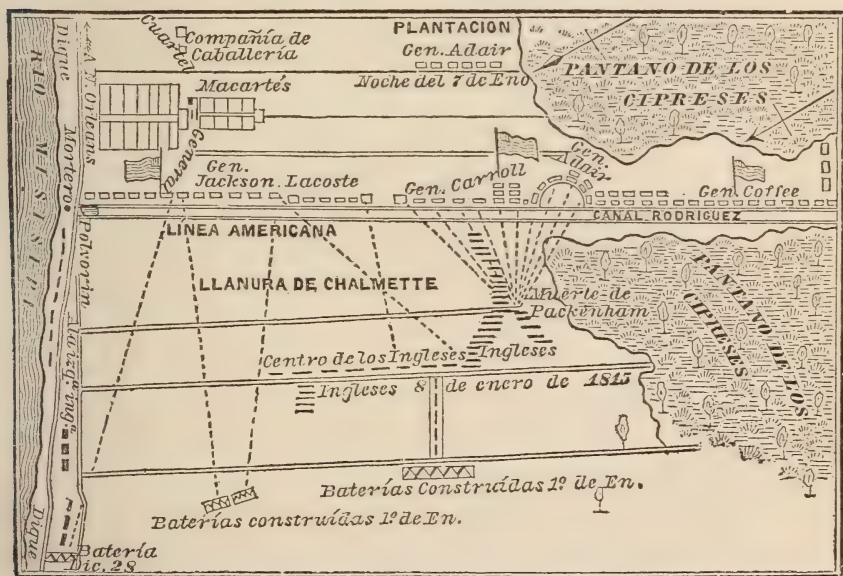 Cuartel
Compañía de
Caballería
PLANTACION
Gen. Adair
Noche del 7 de Eno
PANTANO DE LOS
CIPRESES
RIO MISISIPI
Dique
A N. Orleans
Macartés
General
Mortero
Gen.
Jackson. Lacoste
Gen. Carroll
Gen.
Adair
Gen. Coffee
CANAL RODRIGUEZ
LINEA AMERICANA
Polvorin
LLANURA DE CHALMETTE
Muerte de
Packenham
PANTANO DE LOS
CIPRESES
Centro de los Ingleses
Ingleses
Ingleses 8 de enero de 1815
ing.a
Baterías Construídas 1º de En.
Baterías construídas 1º de En.
Dique
Batería
Dic. 28